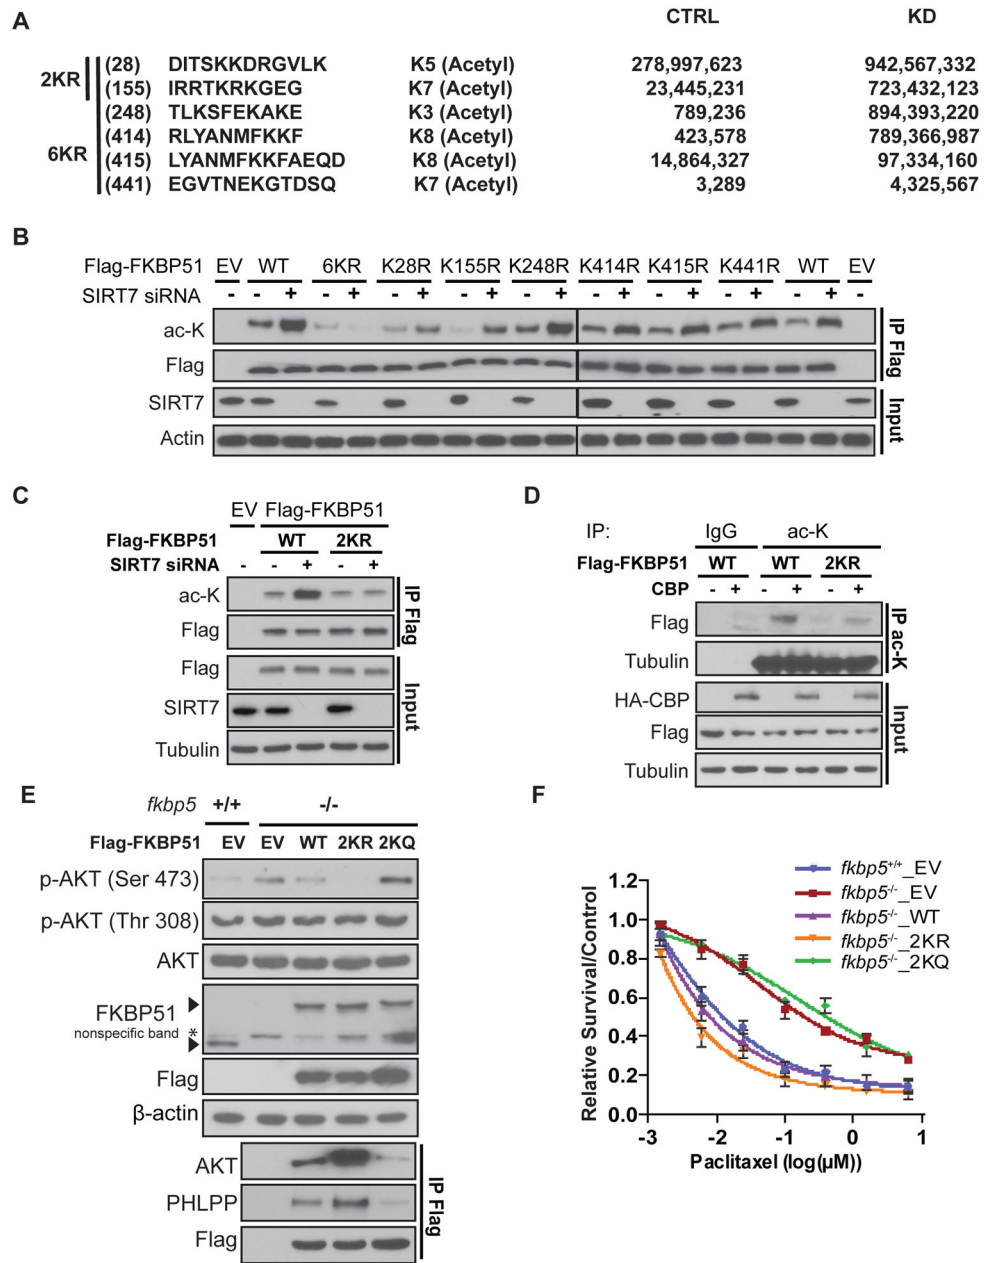 A
CTRL KD
2KR
6KR
(28) DITSKKDRGVLK K5 (Acetyl) 278,997,623 942,567,332
(155) IRRTKRKGEG K7 (Acetyl) 23,445,231 723,432,123
(248) TLKSFEKAKE K3 (Acetyl) 789,236 894,393,220
(414) RLYANMFKKF K8 (Acetyl) 423,578 789,366,987
(415) LYANMFKKFAEQD K8 (Acetyl) 14,864,327 97,334,160
(441) EGVTNEKGTDSQ K7 (Acetyl) 3,289 4,325,567
B
Flag-FKBP51 EV WT 6KR K28R K155R K248R K414R K415R K441R WT EV
SIRT7 siRNA - - + - + - + - + - + - + - + - + - + -
ac-K
Flag
SIRT7
Actin
IP Flag
Input
C
EV Flag-FKBP51
Flag-FKBP51 WT 2KR
SIRT7 siRNA - - + - +
ac-K
Flag
Flag
SIRT7
Tubulin
IP Flag
Input
D
IP: IgG ac-K
Flag-FKBP51 WT WT 2KR
CBP - + - + - +
Flag
Tubulin
HA-CBP
Flag
Tubulin
IP ac-K
Input
E
fkbp5 +/+ -/-
Flag-FKBP51 EV EV WT 2KR 2KQ
p-AKT (Ser 473)
p-AKT (Thr 308)
AKT
FKBP51
nonspecific band *
Flag
β-actin
AKT
PHLPP
Flag
IP Flag
F
fkbp5+/+_EV
fkbp5-/-_EV
fkbp5-/-_WT
fkbp5-/-_2KR
fkbp5-/-_2KQ
Relative Survival/Control
1.2
1.0
0.8
0.6
0.4
0.2
0.0
-3 -2 -1 0 1
Paclitaxel (log(µM))